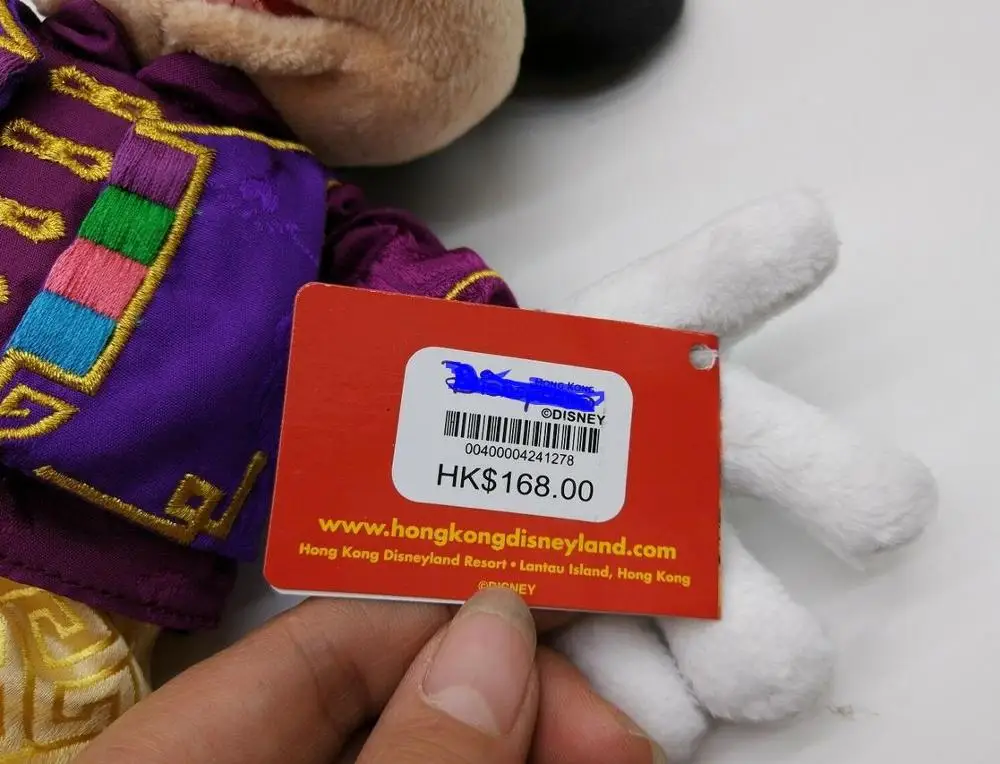 HONG KONG
©DISNEY
00400004241278
HK$168.00
www.hongkongdisneyland.com
Hong Kong Disneyland Resort • Lantau Island, Hong Kong
©DISNEY